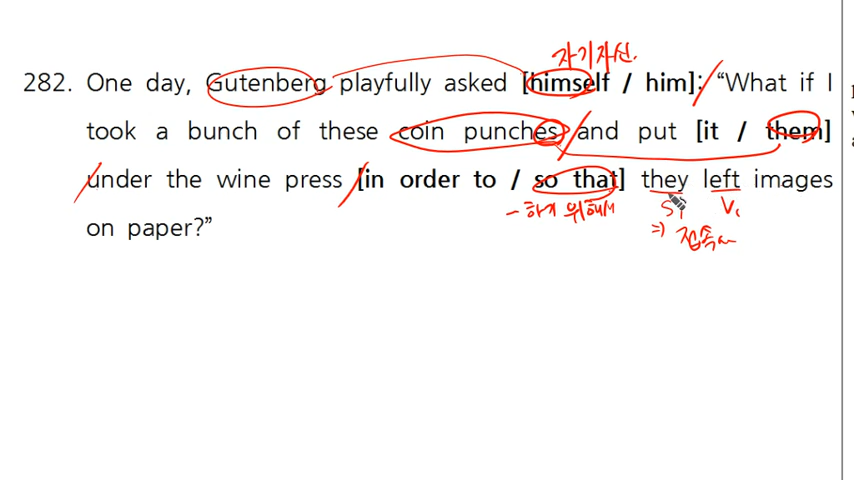 자기자신.
282. One day, Gutenberg playfully asked [himself / him]: "What if I
took a bunch of these coin punches and put [it / them]
under the wine press [in order to / so that] they left images
~하기 위해서 S₁ V₁
on paper?" ⇒ 접속사